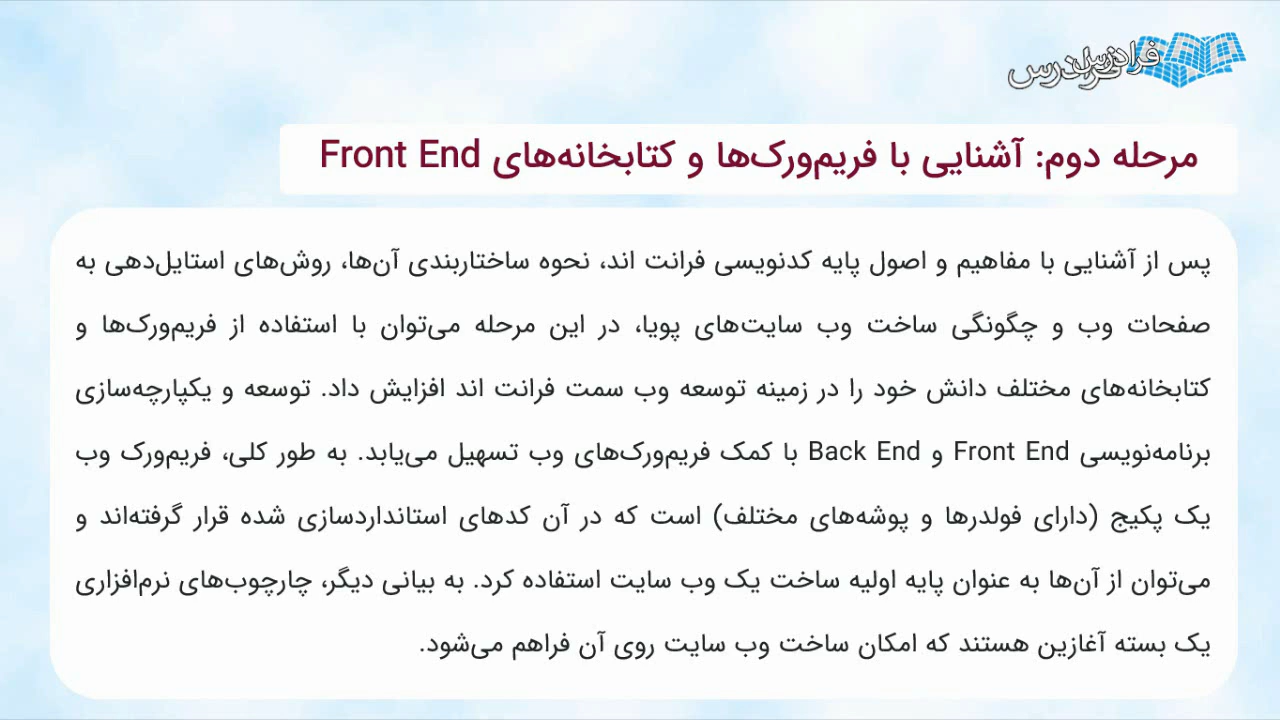 فرادرس
مرحله دوم: آشنایی با فریم‌ورک‌ها و کتابخانه‌های Front End
پس از آشنایی با مفاهیم و اصول پایه کدنویسی فرانت اند، نحوه ساختاربندی آن‌ها، روش‌های استایل‌دهی به
صفحات وب و چگونگی ساخت وب سایت‌های پویا، در این مرحله می‌توان با استفاده از فریم‌ورک‌ها و
کتابخانه‌های مختلف دانش خود را در زمینه توسعه وب سمت فرانت اند افزایش داد. توسعه و یکپارچه‌سازی
برنامه‌نویسی Front End و Back End با کمک فریم‌ورک‌های وب تسهیل می‌یابد. به طور کلی، فریم‌ورک وب
یک پکیج (دارای فولدرها و پوشه‌های مختلف) است که در آن کدهای استانداردسازی شده قرار گرفته‌اند و
می‌توان از آن‌ها به عنوان پایه اولیه ساخت یک وب سایت استفاده کرد. به بیانی دیگر، چارچوب‌های نرم‌افزاری
یک بسته آغازین هستند که امکان ساخت وب سایت روی آن فراهم می‌شود.